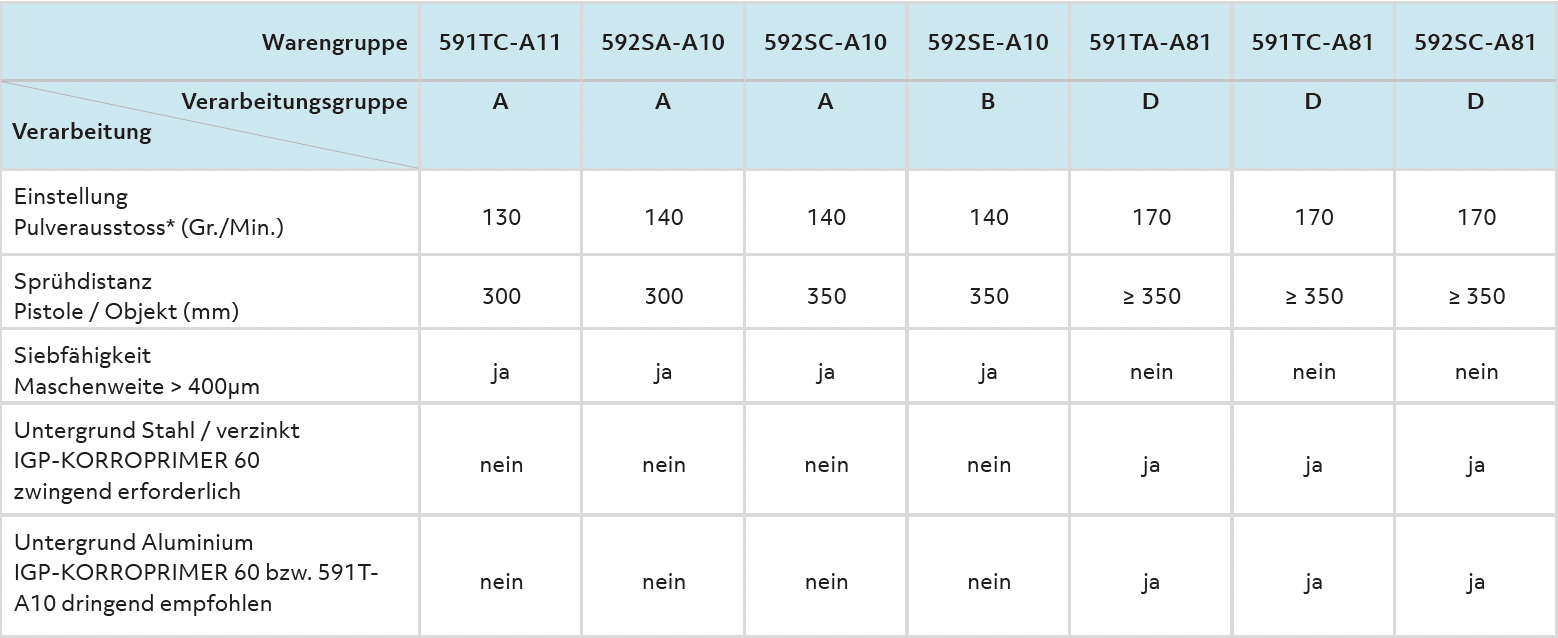 Warengruppe 591TC-A11 592SA-A10 592SC-A10 592SE-A10 591TA-A81 591TC-A81 592SC-A81
Verarbeitungsgruppe A A A B D D D
Verarbeitung
Einstellung
Pulverausstoss* (Gr./Min.) 130 140 140 140 170 170 170
Sprühdistanz
Pistole / Objekt (mm) 300 300 350 350 ≥ 350 ≥ 350 ≥ 350
Siebfähigkeit
Maschenweite > 400µm ja ja ja ja nein nein nein
Untergrund Stahl / verzinkt
IGP-KORROPRIMER 60 nein nein nein nein ja ja ja
zwingend erforderlich
Untergrund Aluminium
IGP-KORROPRIMER 60 bzw. 591T- nein nein nein nein ja ja ja
A10 dringend empfohlen